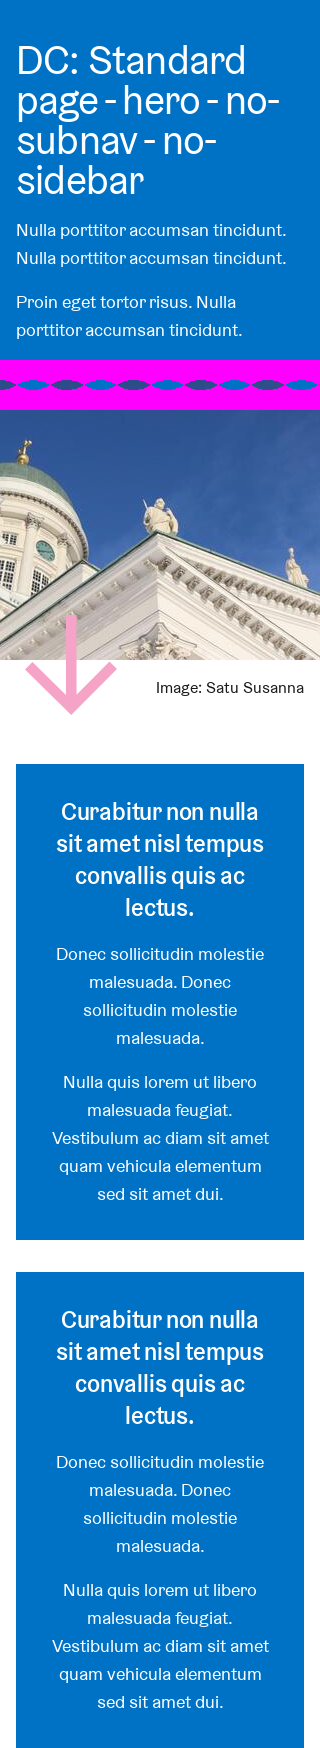 DC: Standard
page - hero - no-
subnav - no-
sidebar
Nulla porttitor accumsan tincidunt.
Nulla porttitor accumsan tincidunt.
Proin eget tortor risus. Nulla
porttitor accumsan tincidunt.
Image: Satu Susanna
Curabitur non nulla
sit amet nisl tempus
convallis quis ac
lectus.
Donec sollicitudin molestie
malesuada. Donec
sollicitudin molestie
malesuada.
Nulla quis lorem ut libero
malesuada feugiat.
Vestibulum ac diam sit amet
quam vehicula elementum
sed sit amet dui.
Curabitur non nulla
sit amet nisl tempus
convallis quis ac
lectus.
Donec sollicitudin molestie
malesuada. Donec
sollicitudin molestie
malesuada.
Nulla quis lorem ut libero
malesuada feugiat.
Vestibulum ac diam sit amet
quam vehicula elementum
sed sit amet dui.